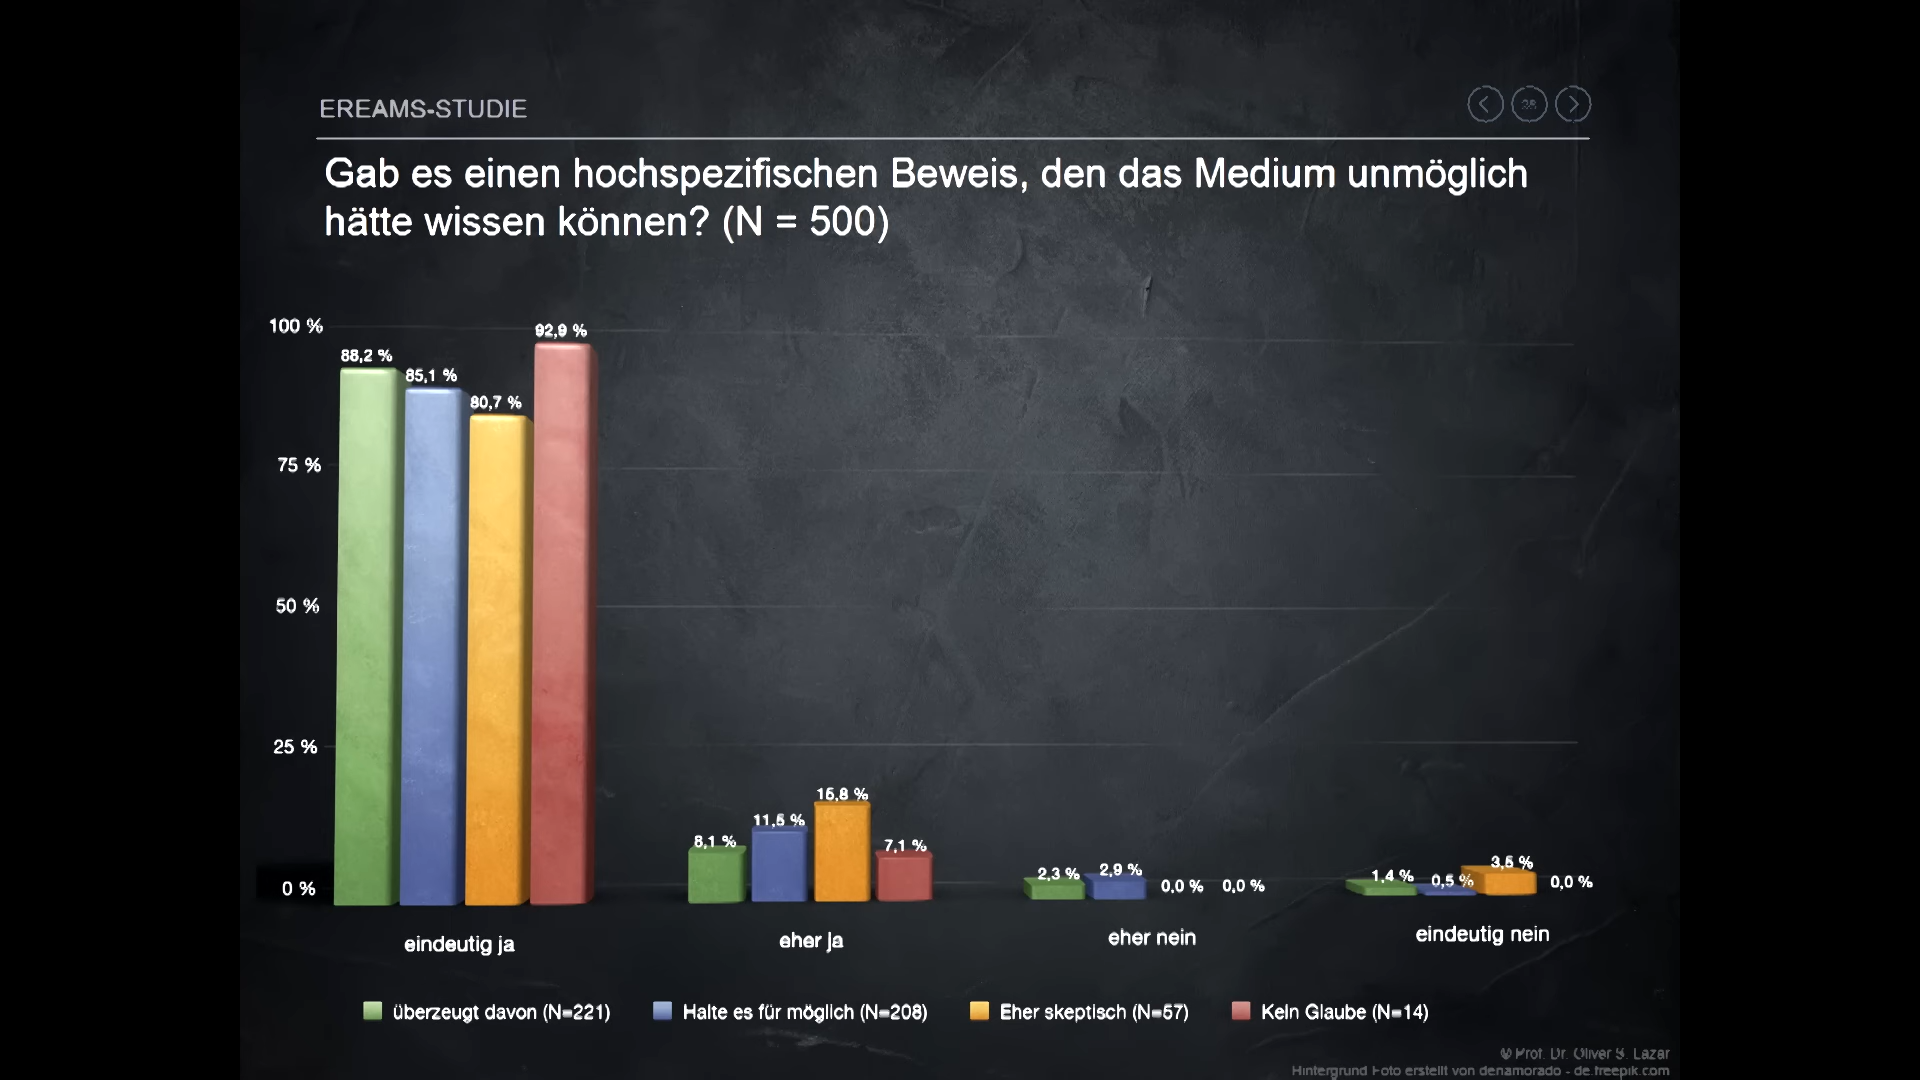 EREAMS-STUDIE
28
Gab es einen hochspezifischen Beweis, den das Medium unmöglich
hätte wissen können? (N = 500)
100 %
75 %
50 %
25 %
0 %
88,2 %
85,1 %
80,7 %
92,9 %
8,1 %
11,5 %
15,8 %
7,1 %
2,3 %
2,9 %
0,0 %
0,0 %
1,4 %
0,5 %
3,5 %
0,0 %
eindeutig ja
eher ja
eher nein
eindeutig nein
überzeugt davon (N=221)
Halte es für möglich (N=208)
Eher skeptisch (N=57)
Kein Glaube (N=14)
© Prof. Dr. Oliver S. Lazar
Hintergrund Foto erstellt von denamorado - de.freepik.com